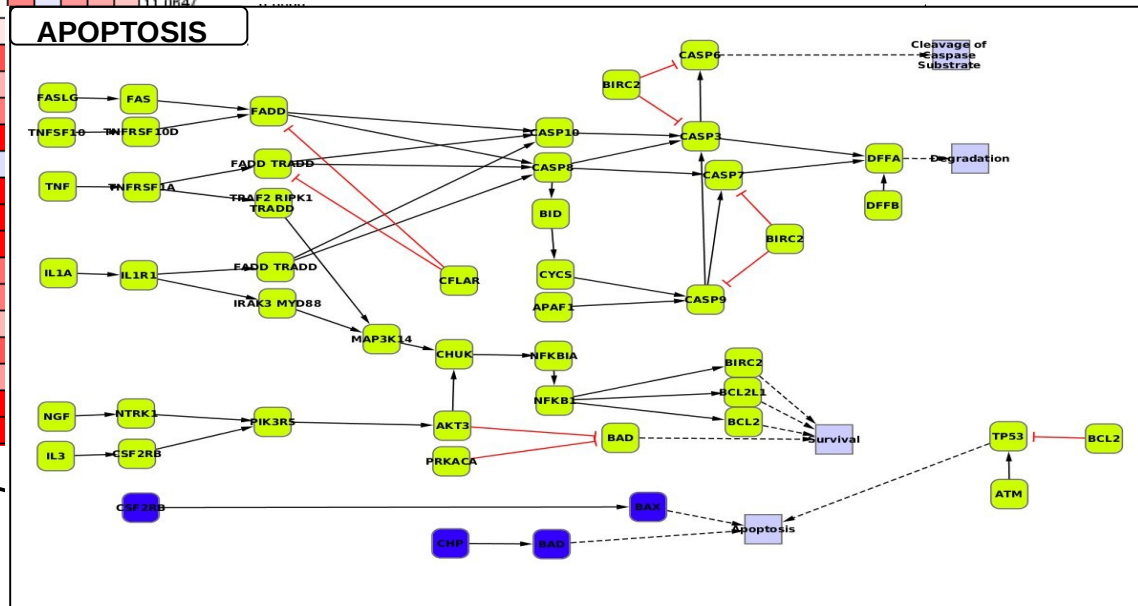 APOPTOSIS
CASP6
Cleavage of
Caspase
Substrate
BIRC2
FASLG
FAS
FADD
TNFSF10
TNFRSF10D
CASP10
CASP3
FADD TRADD
CASP8
CASP7
DFFA
Degradation
TNF
TNFRSF1A
TRAF2 RIPK1
TRADD
BID
DFFB
BIRC2
IL1A
IL1R1
FADD TRADD
CFLAR
CYCS
IRAK3 MYD88
APAF1
CASP9
MAP3K14
CHUK
NFKBIA
BIRC2
NFKB1
BCL2L1
BCL2
NGF
NTRK1
PIK3R5
AKT3
BAD
Survival
TP53
BCL2
IL3
CSF2RB
PRKACA
ATM
CSF2RB
BAX
Apoptosis
CHP
BAD